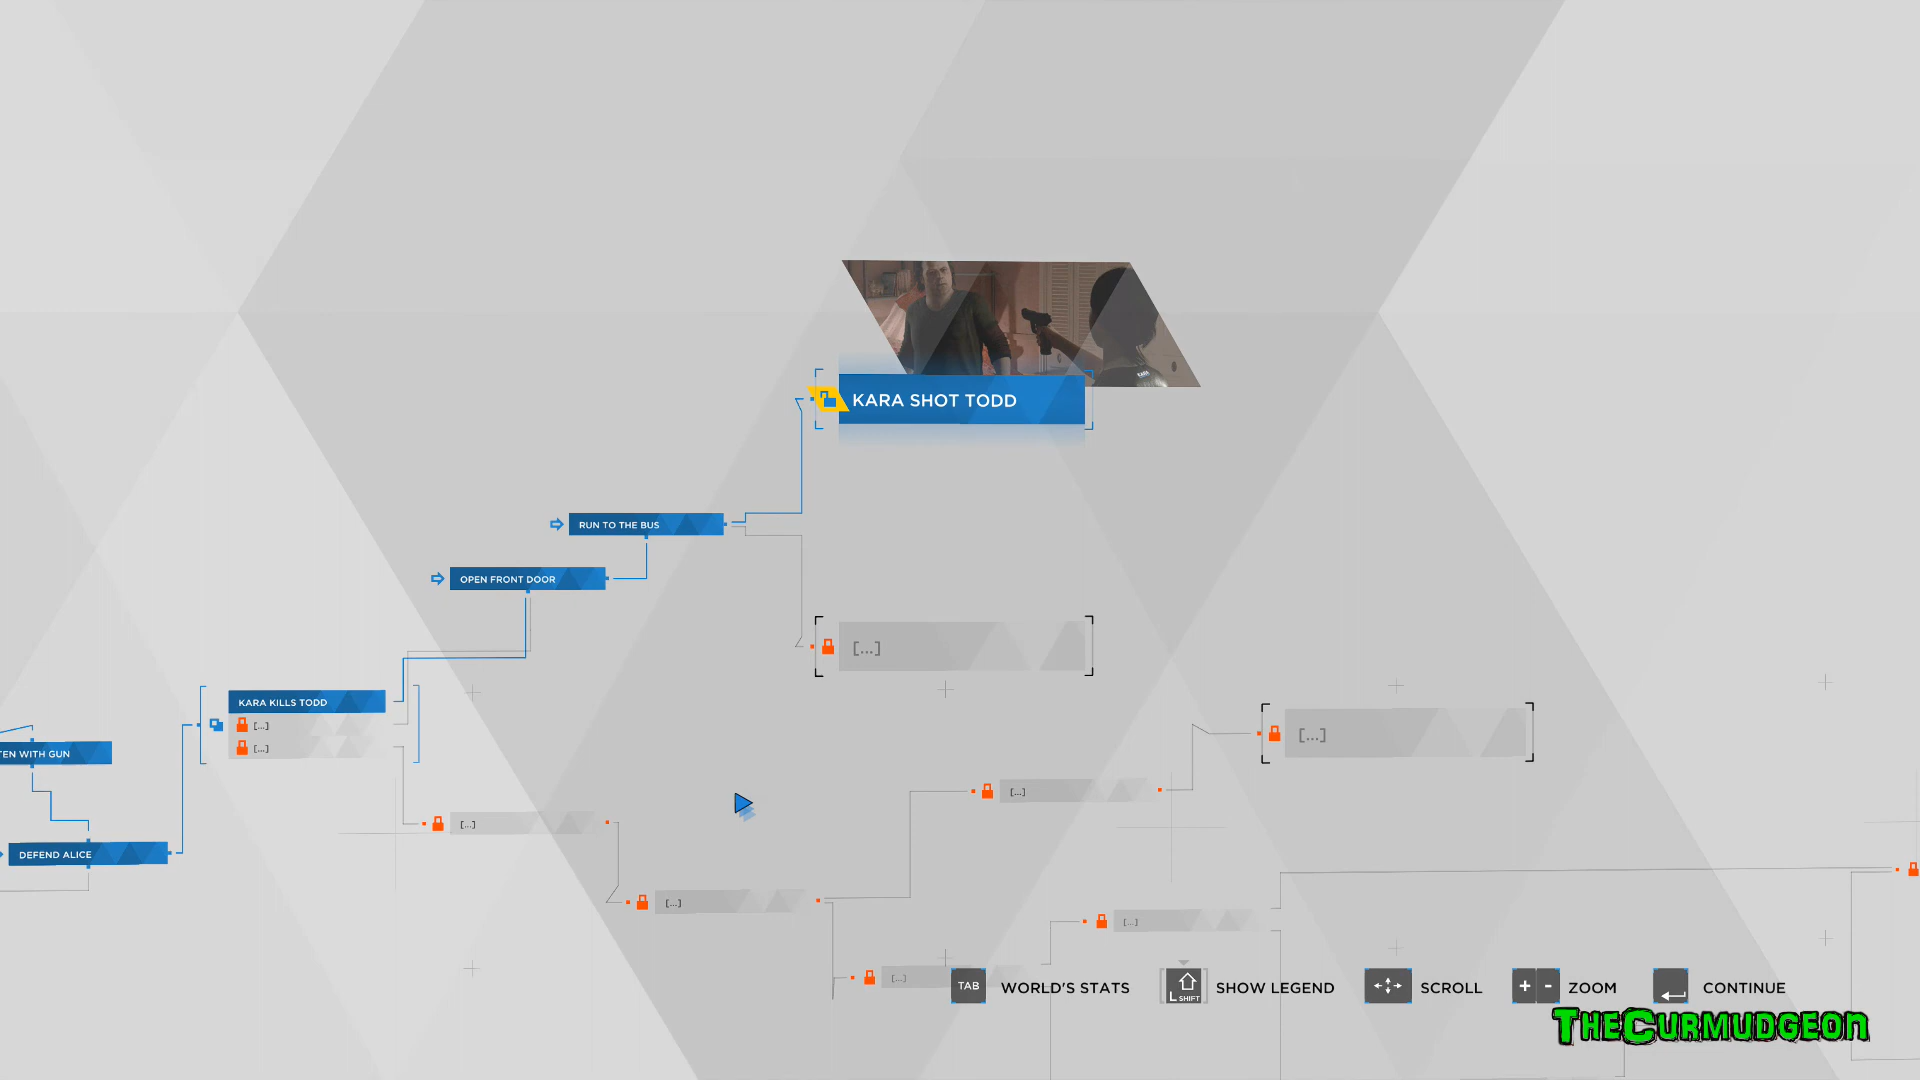 KARA SHOT TODD
RUN TO THE BUS
OPEN FRONT DOOR
[...]
KARA KILLS TODD
[...]
[...]
TEN WITH GUN
[...]
[...]
[...]
DEFEND ALICE
[...]
[...]
[...]
TAB WORLD'S STATS
L SHIFT SHOW LEGEND
SCROLL
+ - ZOOM
CONTINUE
THECURMUDGEON